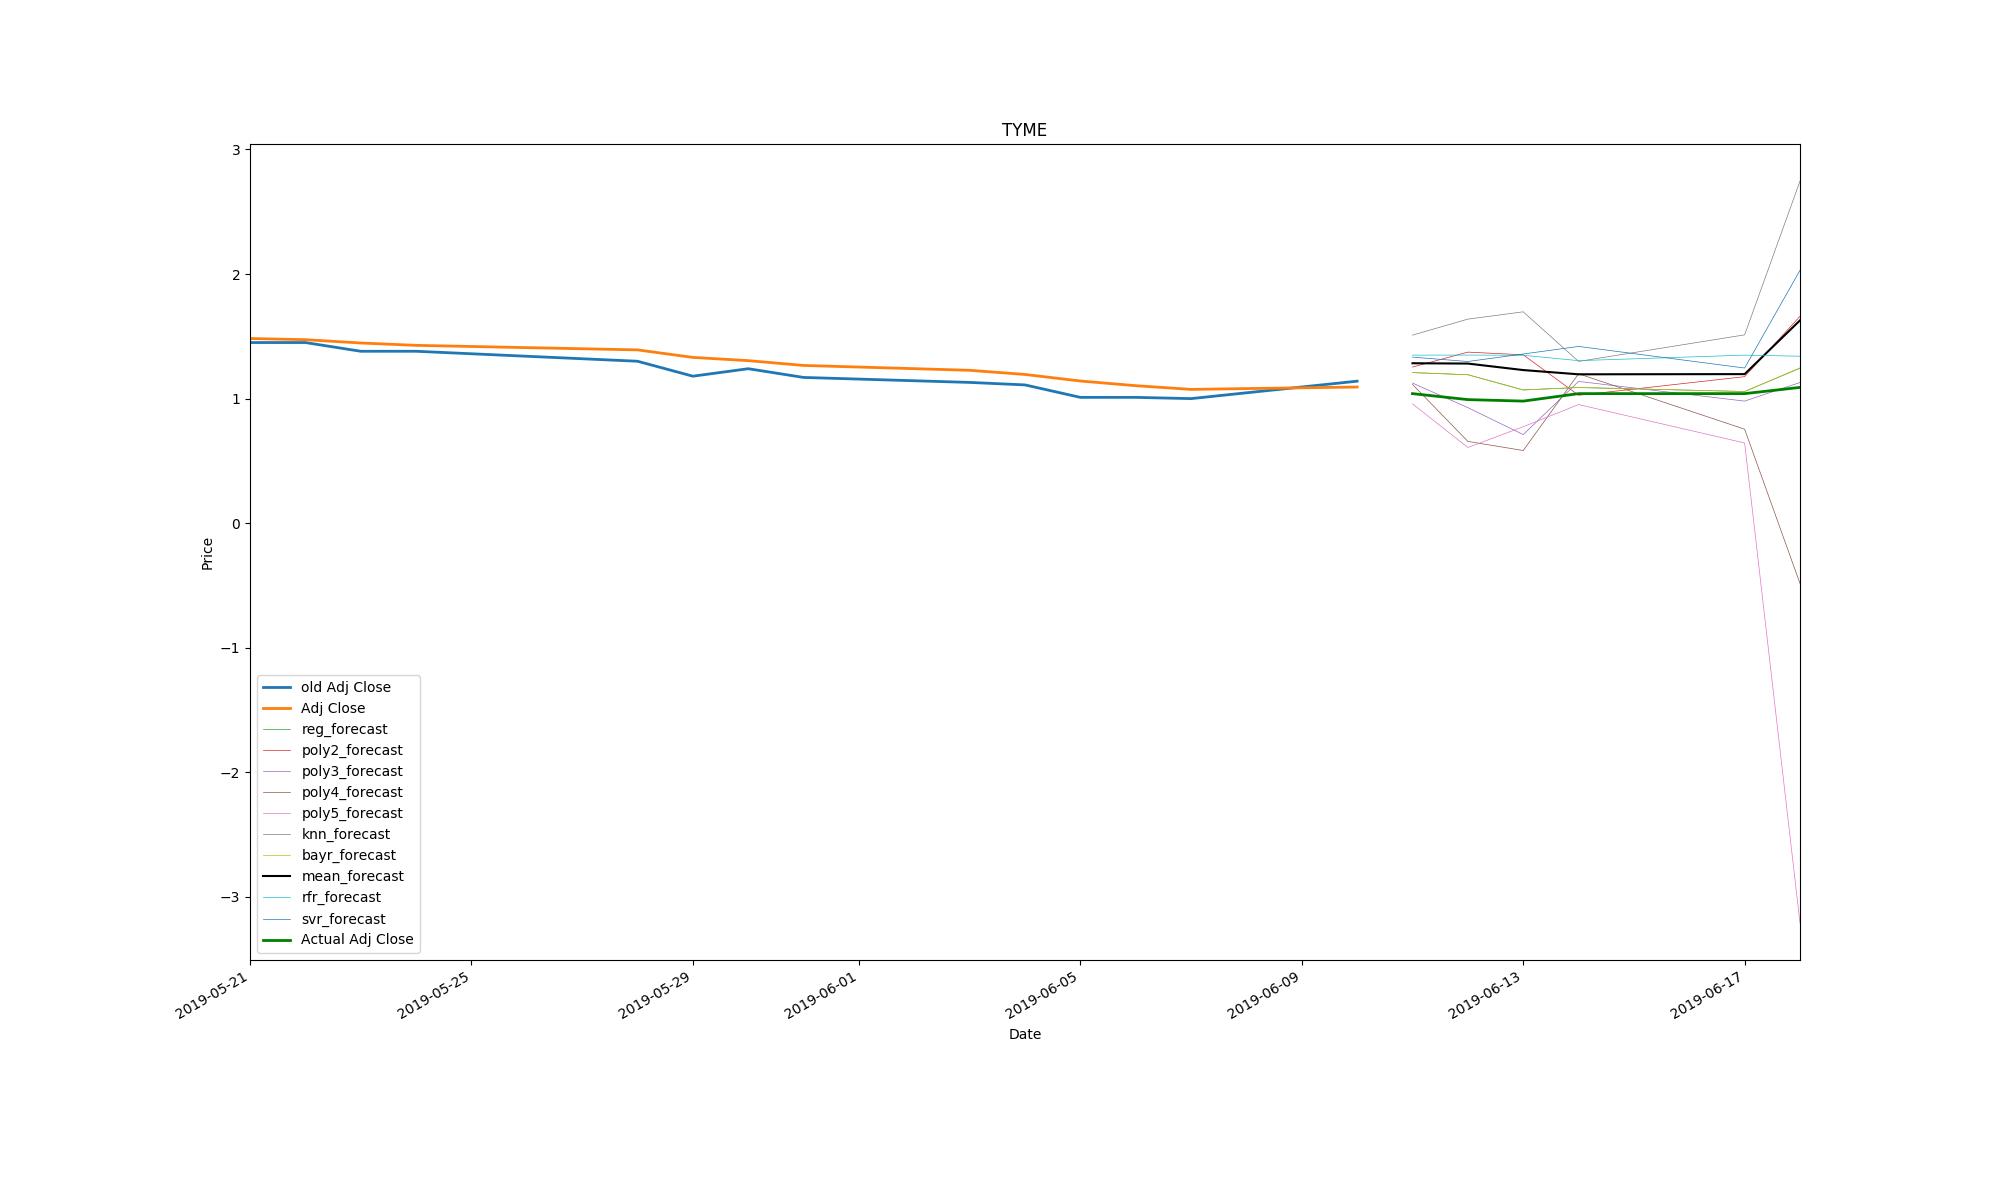 TYME
3
2
1
0
−1
−2
−3
Price
old Adj Close
Adj Close
reg_forecast
poly2_forecast
poly3_forecast
poly4_forecast
poly5_forecast
knn_forecast
bayr_forecast
mean_forecast
rfr_forecast
svr_forecast
Actual Adj Close
2019-05-21
2019-05-25
2019-05-29
2019-06-01
2019-06-05
2019-06-09
2019-06-13
2019-06-17
Date